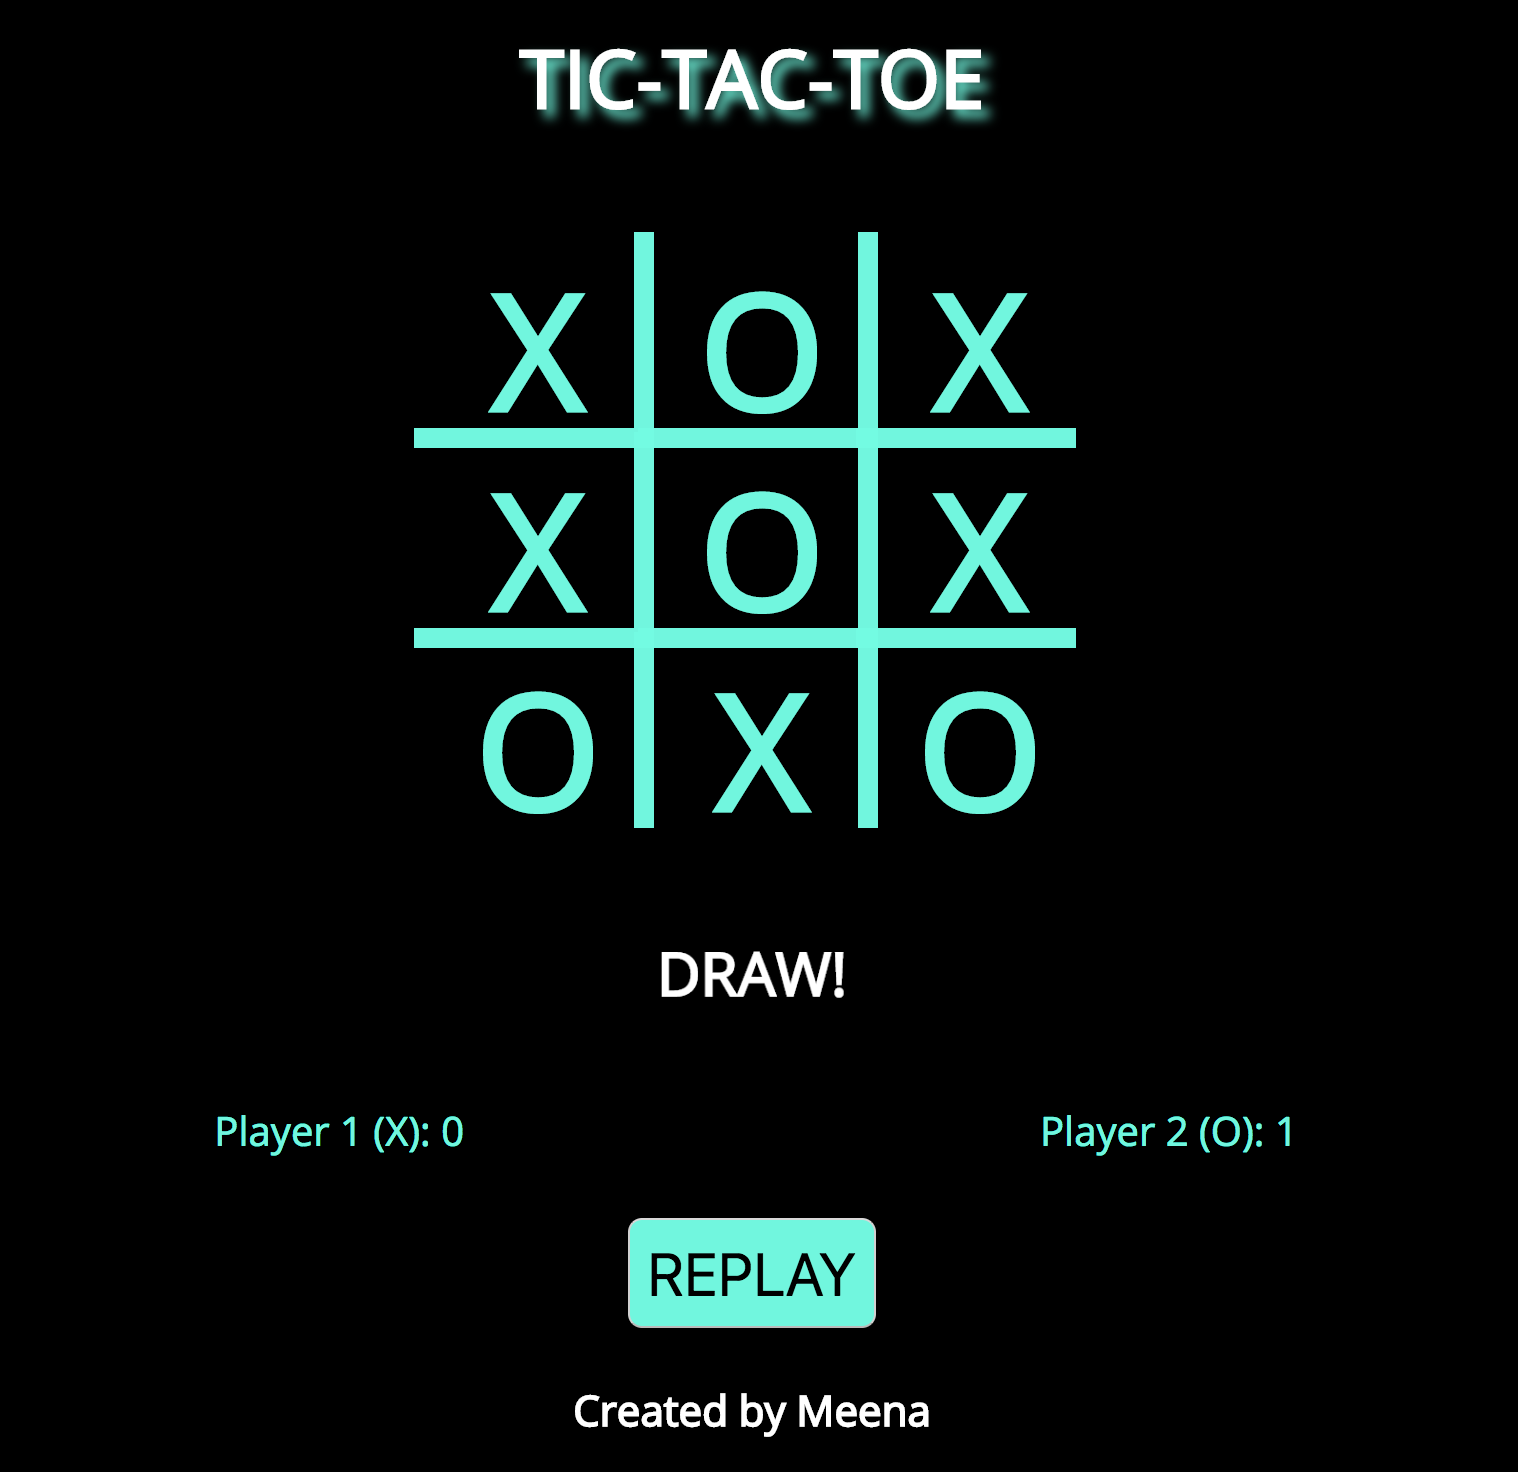 TIC-TAC-TOE
X O X
X O X
O X O
DRAW!
Player 1 (X): 0 Player 2 (O): 1
REPLAY
Created by Meena